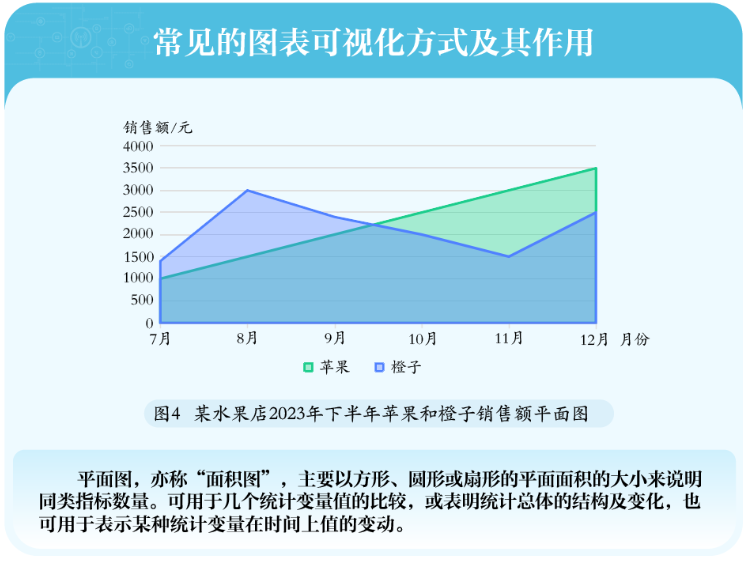 常见的图表可视化方式及其作用
销售额/元
4000
3500
3000
2500
2000
1500
1000
500
0
7月 8月 9月 10月 11月 12月 月份
苹果 橙子
图4 某水果店2023年下半年苹果和橙子销售额平面图
平面图，亦称“面积图”，主要以方形、圆形或扇形的平面面积的大小来说明
同类指标数量。可用于几个统计变量值的比较，或表明统计总体的结构及变化，也
可用于表示某种统计变量在时间上值的变动。